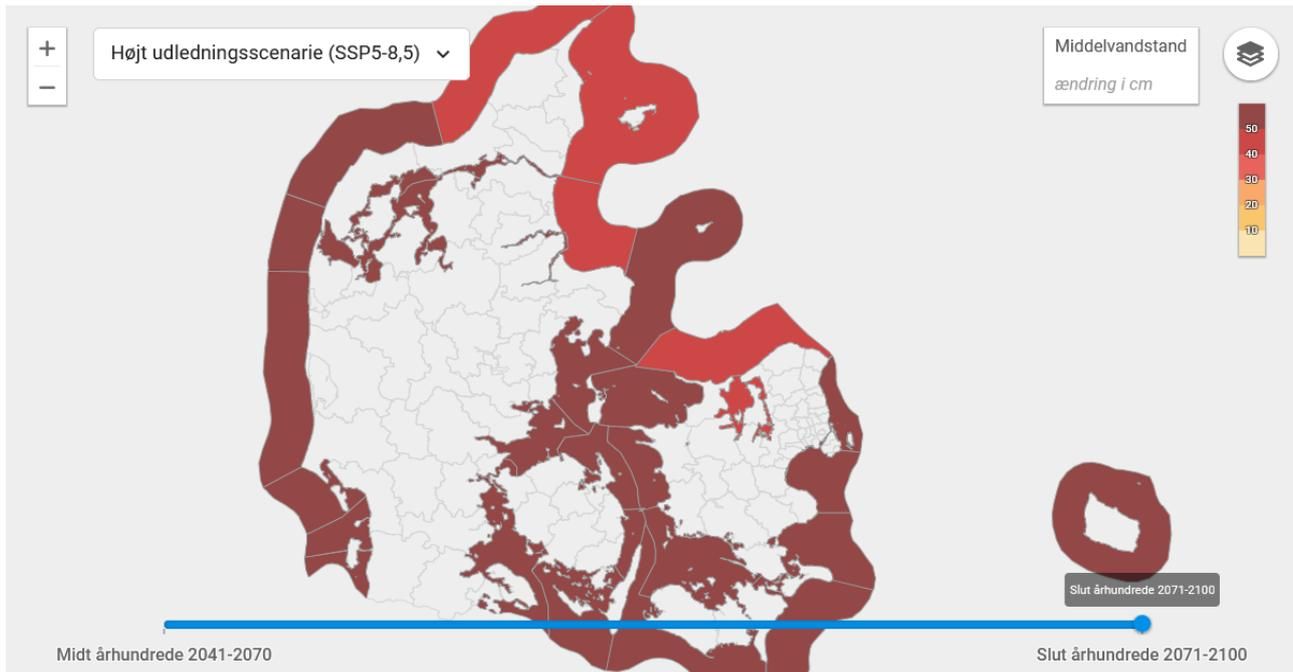 +
Højt udledningsscenarie (SSP5-8,5)
−
Middelvandstand
ændring i cm
50
40
30
20
10
Slut århundrede 2071-2100
Midt århundrede 2041-2070
Slut århundrede 2071-2100